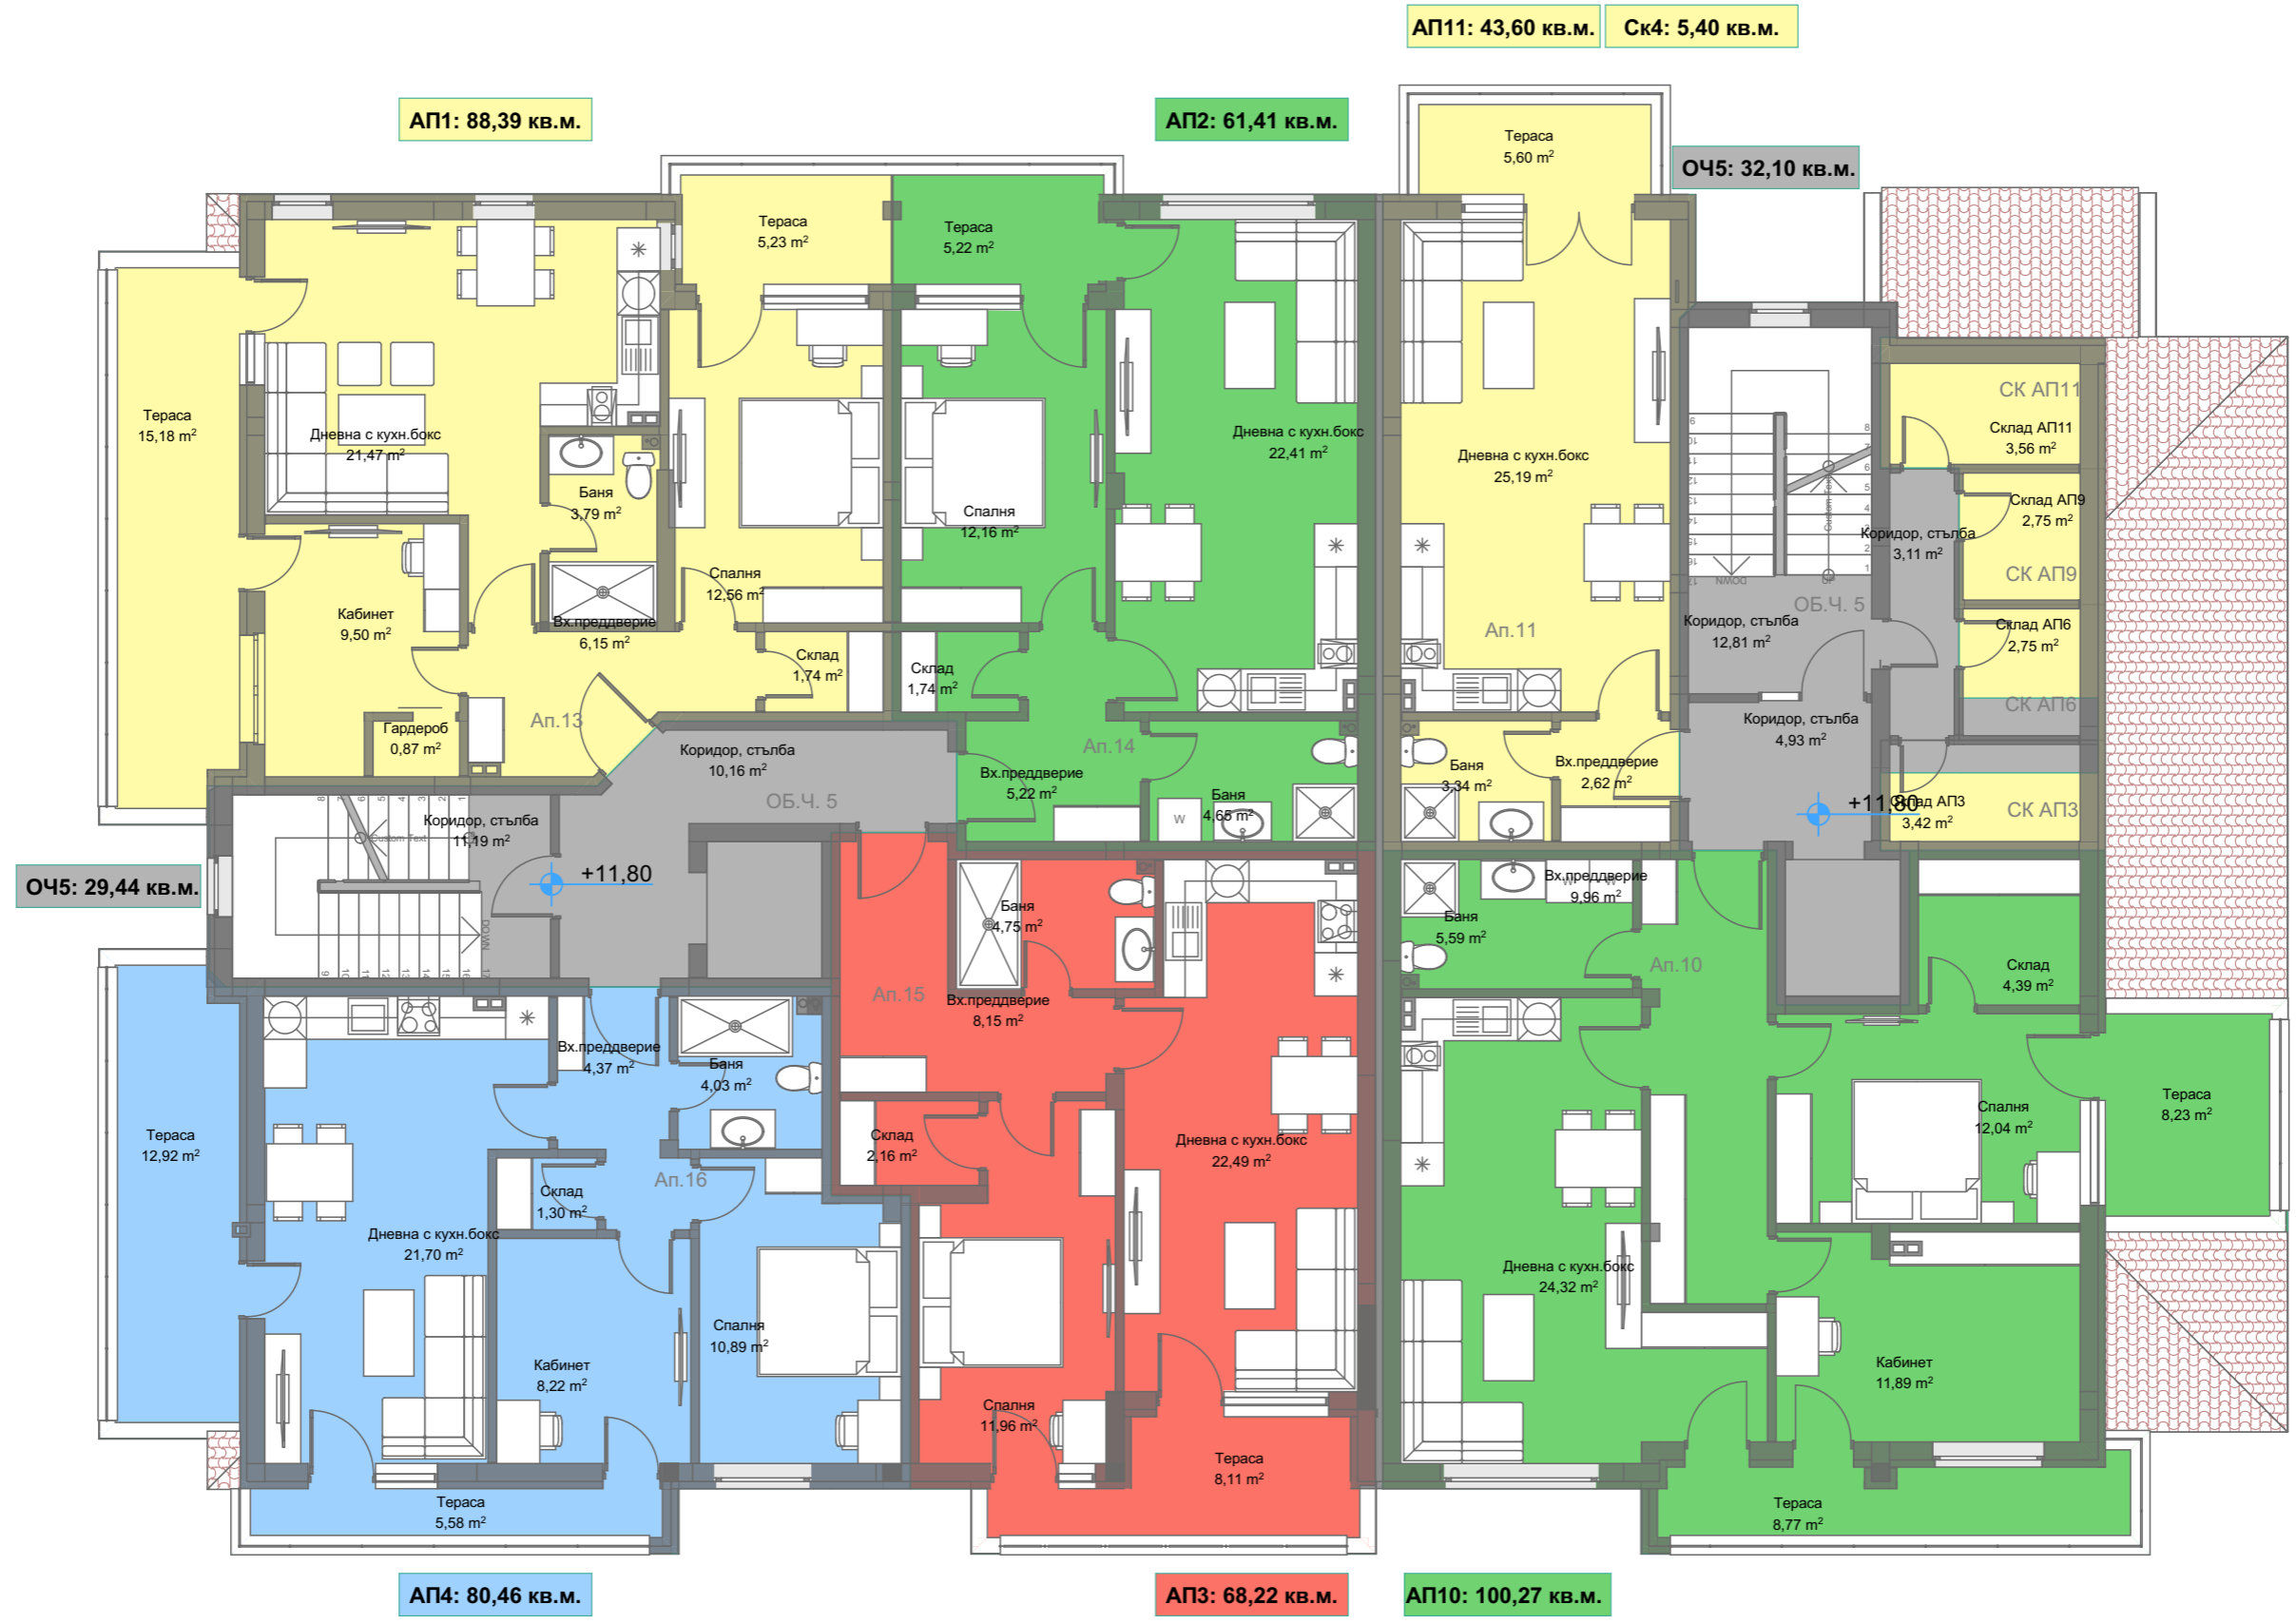 АП11: 43,60 кв.м.
Ск4: 5,40 кв.м.
АП1: 88,39 кв.м.
АП2: 61,41 кв.м.
ОЧ5: 32,10 кв.м.
Тераса
5,60 m²
Тераса
5,23 m²
Тераса
5,22 m²
Тераса
15,18 m²
Дневна с кухн.бокс
21,47 m²
Баня
3,79 m²
Спалня
12,56 m²
Спалня
12,16 m²
Дневна с кухн.бокс
22,41 m²
Дневна с кухн.бокс
25,19 m²
СК АП11
Склад АП11
3,56 m²
Склад АП9
2,75 m²
СК АП9
Коридор, стълба
3,11 m²
Склад АП6
2,75 m²
СК АП6
Кабинет
9,50 m²
Вх.преддверие
6,15 m²
Склад
1,74 m²
Склад
1,74 m²
Ап.11
ОБ.Ч. 5
Коридор, стълба
12,81 m²
Гардероб
0,87 m²
Ап.13
Коридор, стълба
10,16 m²
ОБ.Ч. 5
Ап.14
Вх.преддверие
5,22 m²
Баня
4,65 m²
W
Баня
3,34 m²
Вх.преддверие
2,62 m²
Коридор, стълба
4,93 m²
+11,80
Склад АП3
3,42 m²
СК АП3
Коридор, стълба
11,19 m²
Custom Text
DOWN
Custom Text
DOWN
UP
ОЧ5: 29,44 кв.м.
+11,80
Баня
4,75 m²
Вх.преддверие
9,96 m²
Баня
5,59 m²
Ап.10
Склад
4,39 m²
Ап.15
Вх.преддверие
8,15 m²
Вх.преддверие
4,37 m²
Баня
4,03 m²
Тераса
12,92 m²
Склад
2,16 m²
Дневна с кухн.бокс
22,49 m²
Спалня
12,04 m²
Тераса
8,23 m²
Ап.16
Склад
1,30 m²
Дневна с кухн.бокс
21,70 m²
Дневна с кухн.бокс
24,32 m²
Спалня
10,89 m²
Кабинет
8,22 m²
Кабинет
11,89 m²
Спалня
11,96 m²
Тераса
8,11 m²
Тераса
5,58 m²
Тераса
8,77 m²
АП4: 80,46 кв.м.
АП3: 68,22 кв.м.
АП10: 100,27 кв.м.